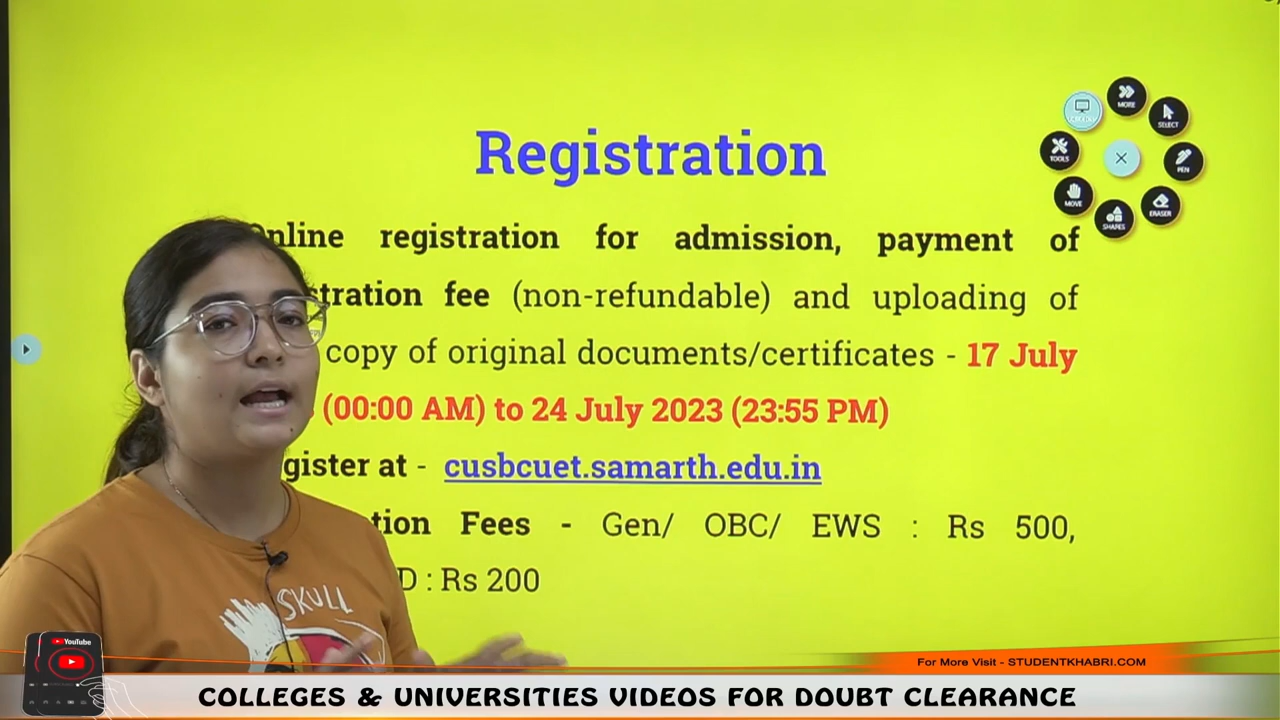 Registration
Online registration for admission, payment of
stration fee (non-refundable) and uploading of
copy of original documents/certificates - 17 July
(00:00 AM) to 24 July 2023 (23:55 PM)
gister at - cusbcuet.samarth.edu.in
tion Fees - Gen/ OBC/ EWS : Rs 500,
D : Rs 200
MORE
SELECT
TOOLS
PEN
MOVE
ERASER
SHAPES
SKULL
YouTube
For More Visit - STUDENTKHABRI.COM
COLLEGES & UNIVERSITIES VIDEOS FOR DOUBT CLEARANCE